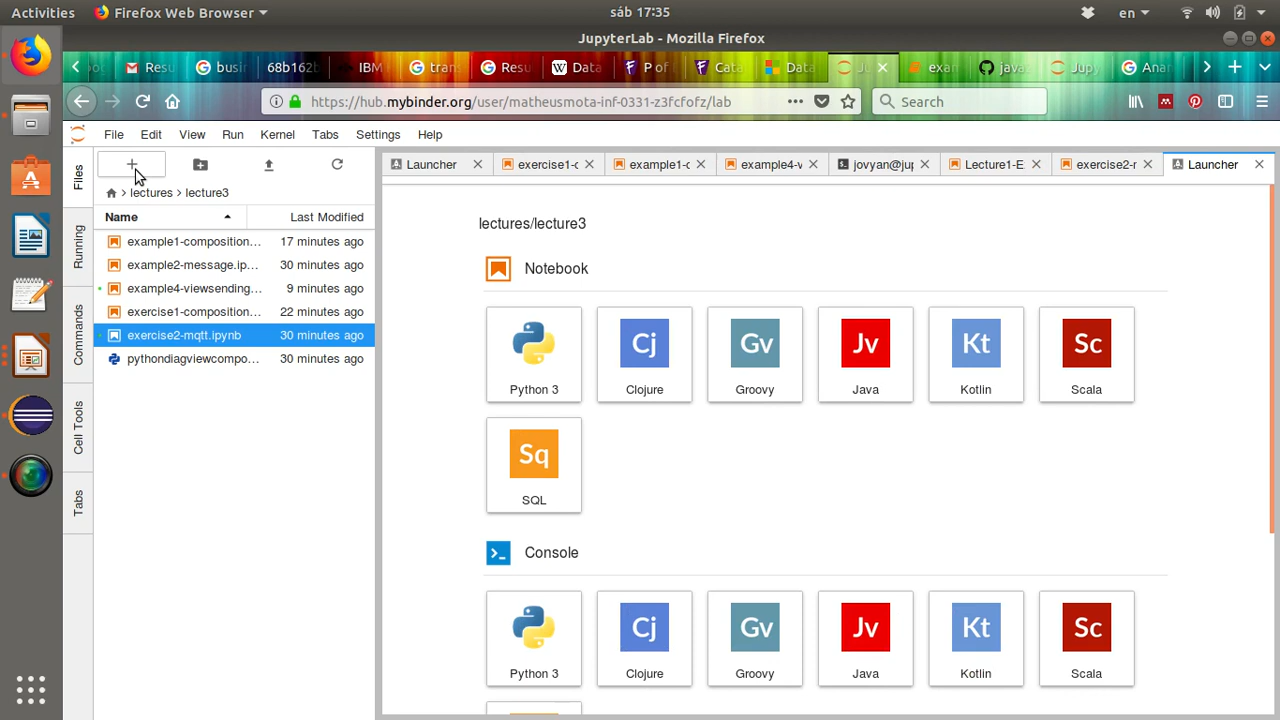 Activities Firefox Web Browser sáb 17:35 en
JupyterLab - Mozilla Firefox
Resu busin 68b162b IBM trans Resu Data P of Cata Data exam java Jupy Anar
https://hub.mybinder.org/user/matheusmota-inf-0331-z3fcfofz/lab Search
File Edit View Run Kernel Tabs Settings Help
Launcher exercise1-c example1-c example4-v jovyan@jup Lecture1-E exercise2-r Launcher
lectures lecture3
Name Last Modified
example1-composition... 17 minutes ago
example2-message.ip... 30 minutes ago
example4-viewsending... 9 minutes ago
exercise1-composition... 22 minutes ago
exercise2-mqtt.ipynb 30 minutes ago
pythondiagviewcompo... 30 minutes ago
Files
Running
Commands
Cell Tools
Tabs
lectures/lecture3
Notebook
Cj Gv Jv Kt Sc
Python 3 Clojure Groovy Java Kotlin Scala
Sq
SQL
Console
Cj Gv Jv Kt Sc
Python 3 Clojure Groovy Java Kotlin Scala